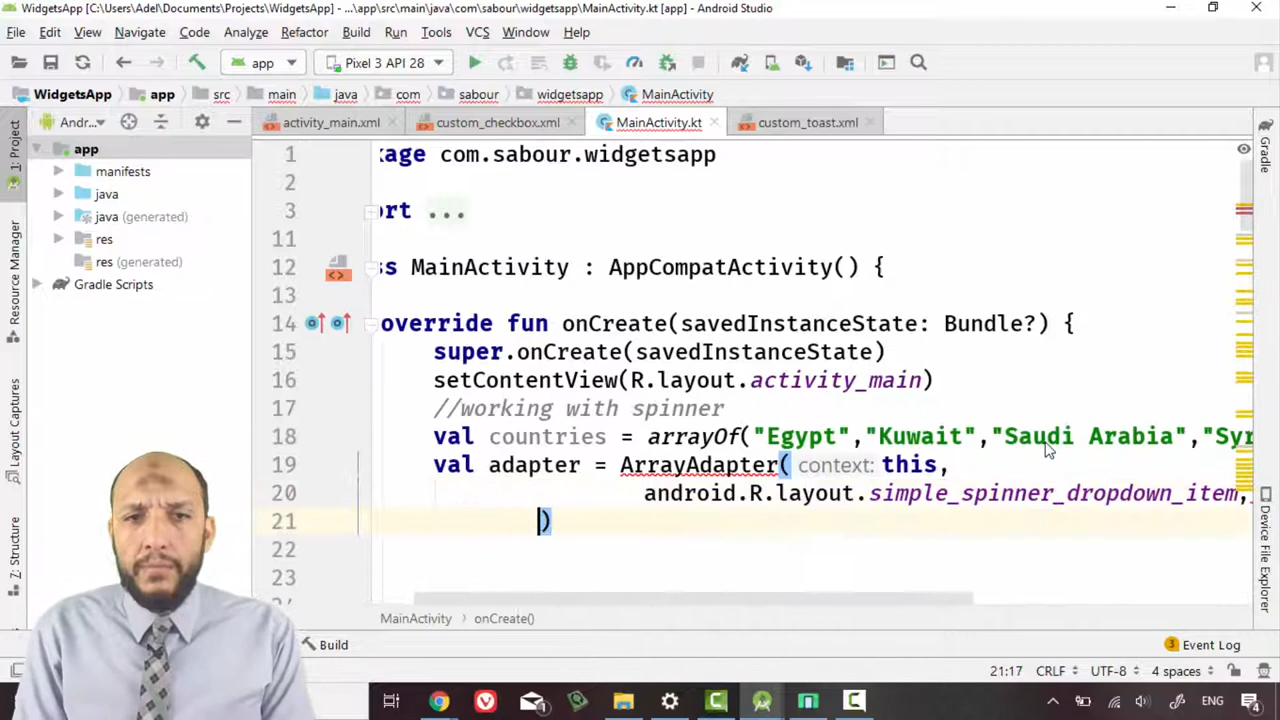 WidgetsApp [C:\Users\Adel\Documents\Projects\WidgetsApp] - ...\app\src\main\java\com\sabour\widgetsapp\MainActivity.kt [app] - Android Studio
File Edit View Navigate Code Analyze Refactor Build Run Tools VCS Window Help
app Pixel 3 API 28
WidgetsApp app src main java com sabour widgetsapp MainActivity
Andr... activity_main.xml custom_checkbox.xml MainActivity.kt custom_toast.xml
1: Project
Resource Manager
Layout Captures
Z: Structure
app
manifests
java
java (generated)
res
res (generated)
Gradle Scripts
1 kage com.sabour.widgetsapp
2
3 ort ...
11
12 ss MainActivity : AppCompatActivity() {
13
14 override fun onCreate(savedInstanceState: Bundle?) {
15 super.onCreate(savedInstanceState)
16 setContentView(R.layout.activity_main)
17 //working with spinner
18 val countries = arrayOf("Egypt","Kuwait","Saudi Arabia","Syr
19 val adapter = ArrayAdapter( context: this,
20 android.R.layout.simple_spinner_dropdown_item,
21 )
22
23
Gradle
Device File Explorer
MainActivity onCreate()
Build 3 Event Log
21:17 CRLF UTF-8 4 spaces
ENG 4